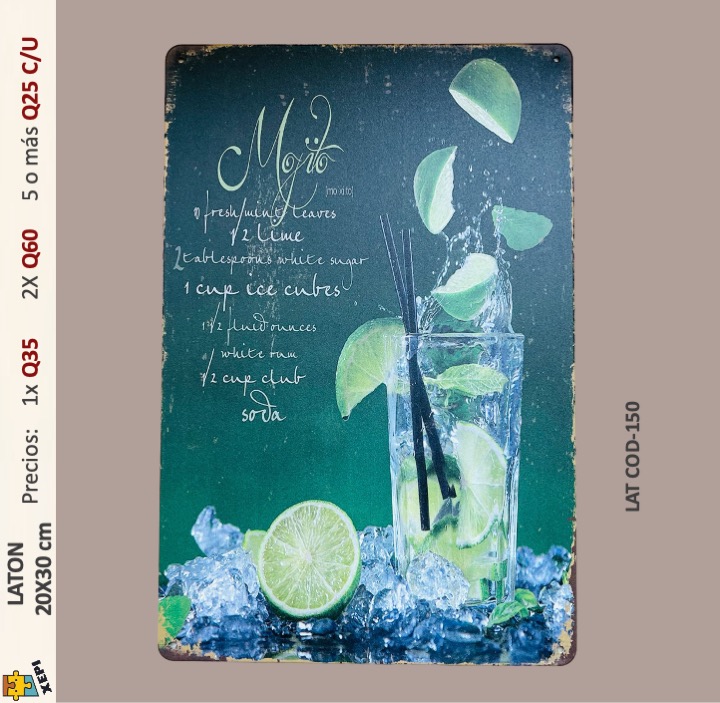 Mojito
[mo'xi.to]
fresh mint leaves
1/2 lime
2 tablespoons white sugar
1 cup ice cubes
1 1/2 fluid ounces
white rum
1/2 cup club
soda
LATON
20X30 cm
Precios: 1x Q35 2X Q60 5 o más Q25 C/U
XEPI
LAT COD-150